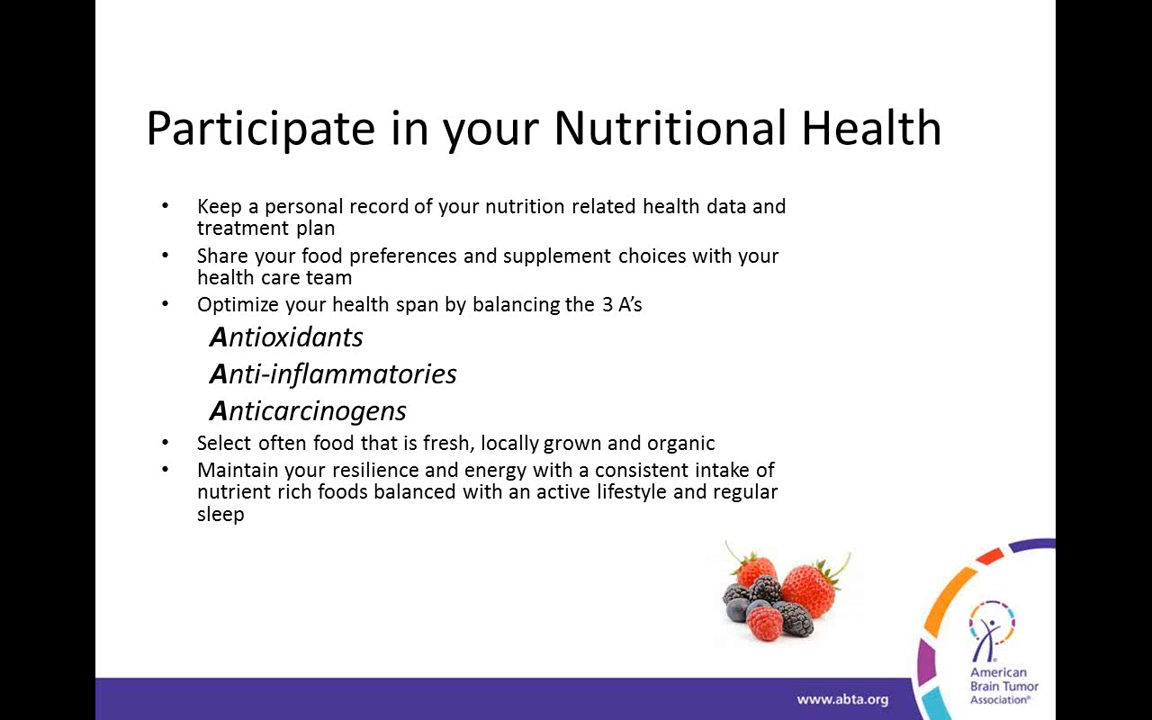 Participate in your Nutritional Health
• Keep a personal record of your nutrition related health data and
treatment plan
• Share your food preferences and supplement choices with your
health care team
• Optimize your health span by balancing the 3 A’s
Antioxidants
Anti-inflammatories
Anticarcinogens
• Select often food that is fresh, locally grown and organic
• Maintain your resilience and energy with a consistent intake of
nutrient rich foods balanced with an active lifestyle and regular
sleep
American
Brain Tumor
Association®
www.abta.org